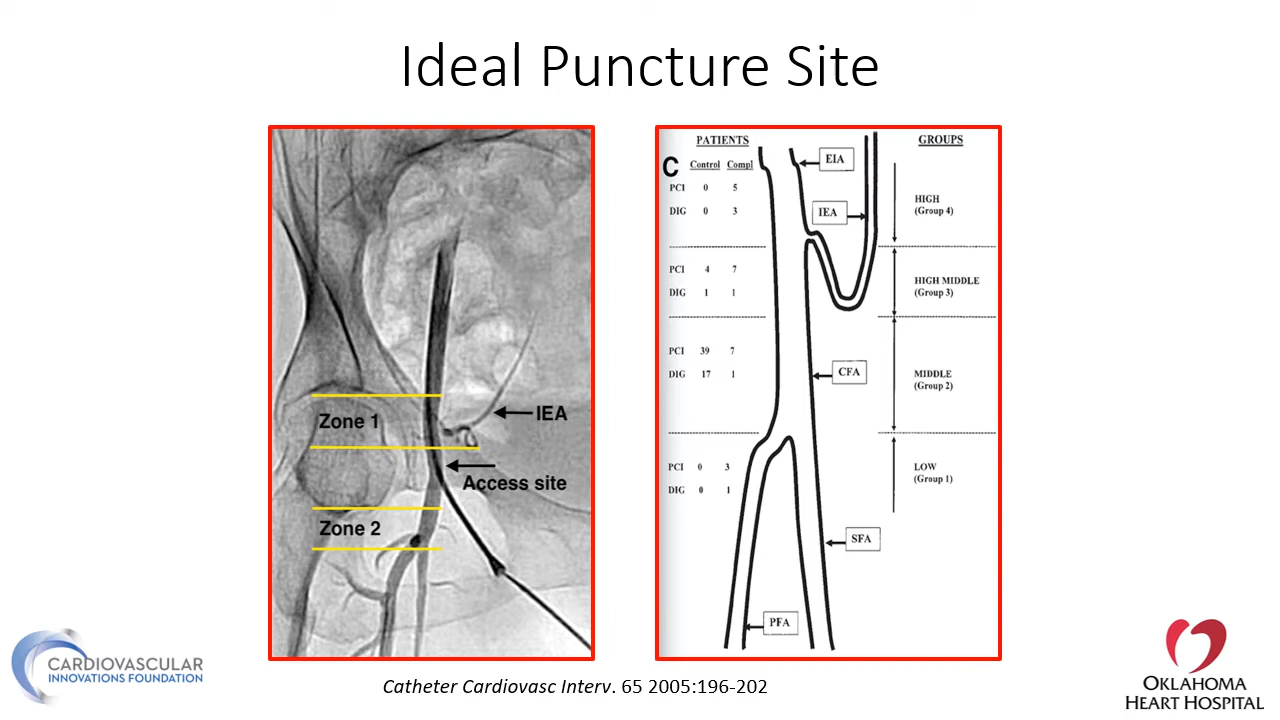 Ideal Puncture Site
Zone 1
IEA
Access site
Zone 2
PATIENTS
GROUPS
C
Control Compl
EIA
PCI 0 5
HIGH
(Group 4)
DIG 0 3
IEA
PCI 4 7
HIGH MIDDLE
(Group 3)
DIG 1 1
PCI 39 7
CFA
MIDDLE
(Group 2)
DIG 17 1
PCI 0 3
LOW
(Group 1)
DIG 0 1
SFA
PFA
CARDIOVASCULAR
INNOVATIONS FOUNDATION
Catheter Cardiovasc Interv. 65 2005:196-202
OKLAHOMA
HEART HOSPITAL